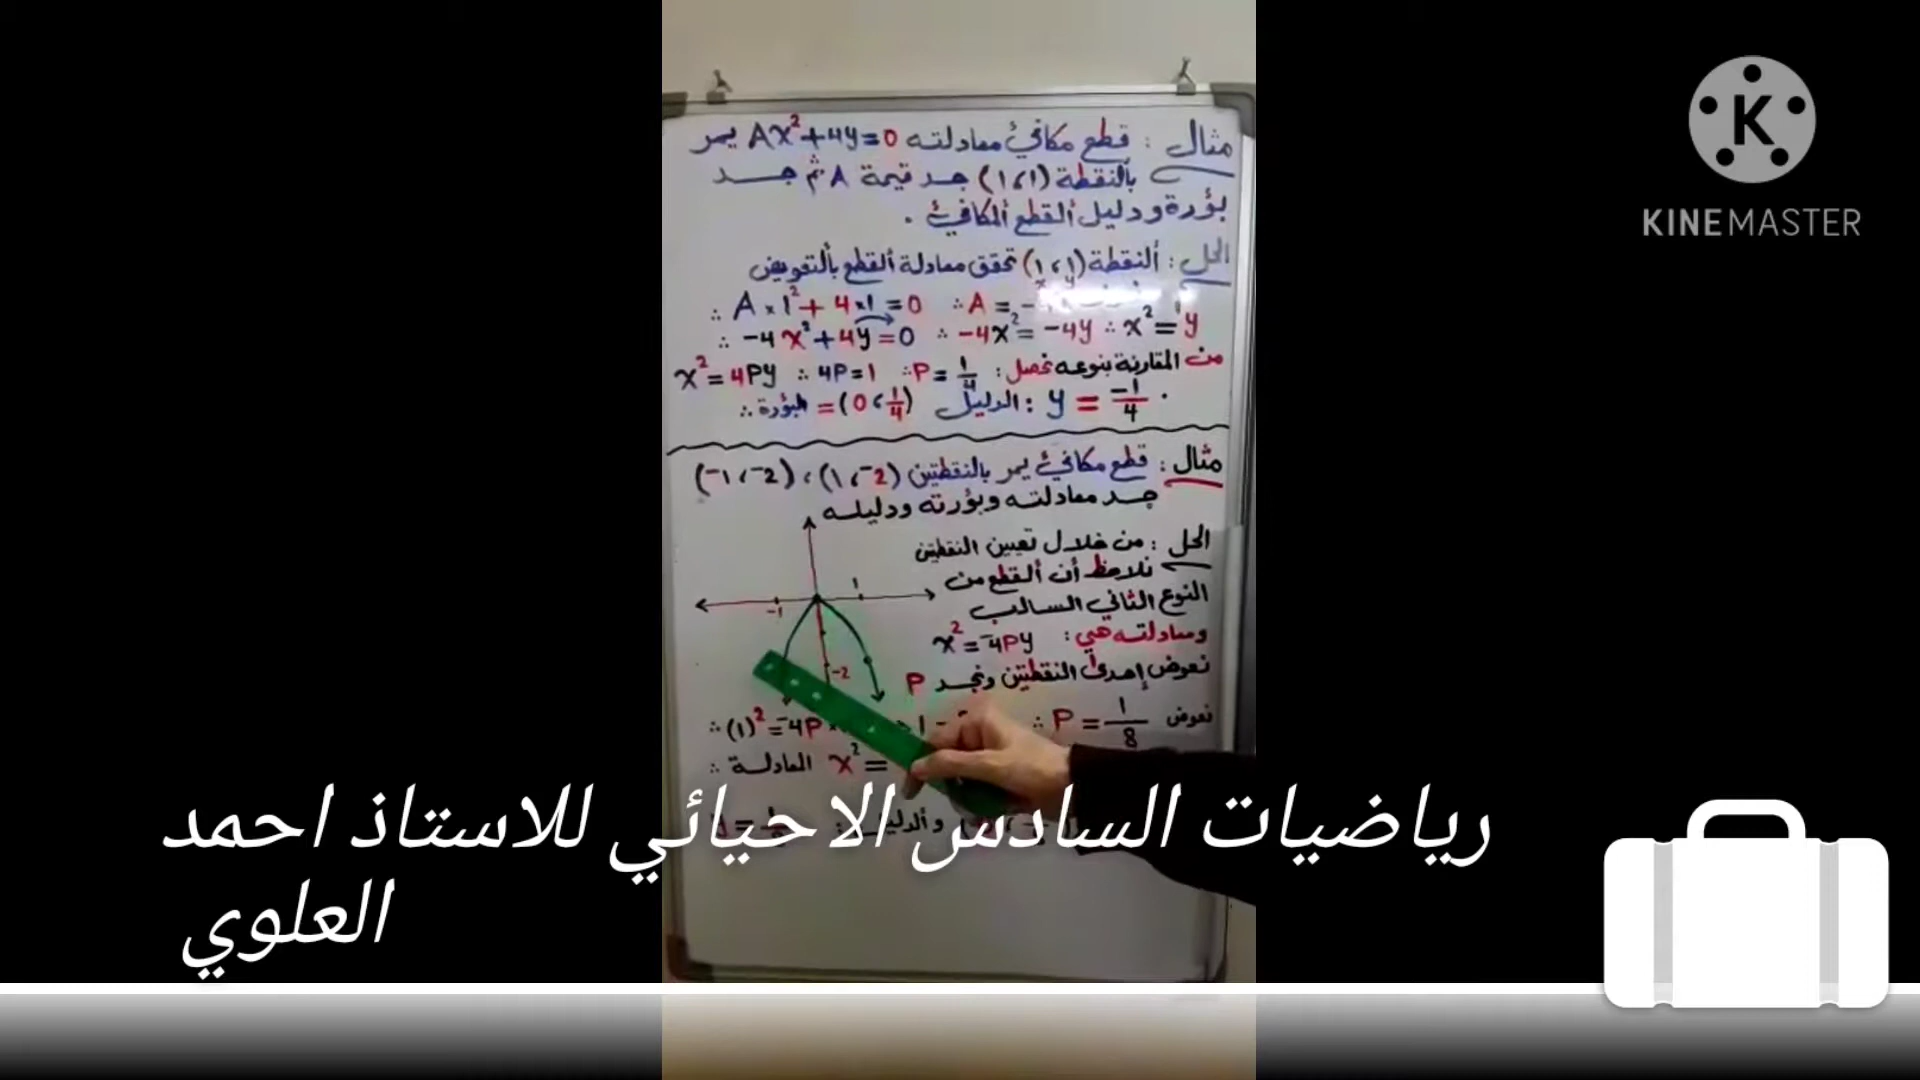 مثال : قطع مكافئ معادلته Ax²+4y=0 يمر
بالنقطة (1،1) جد قيمة A ثم جد
بؤرة ودليل القطع المكافئ .
الحل : النقطة (1،1) تحقق معادلة القطع بالتعويض
x y
∴ A×1²+4×1=0 ∴ A=-
∴ -4x²+4y=0 ∴ -4x²=-4y ∴ x²=y
من المقارنة بنوعه نحصل :
x²=4Py ∴ 4P=1 ∴ P=1/4
∴ البؤرة =(0،1/4) الدليل : y=-1/4 .
مثال : قطع مكافئ يمر بالنقطتين (1،-2) ، (-1،-2)
جد معادلته وبؤرته ودليله
الحل : من خلال تعيين النقطتين
نلاحظ أن القطع من
النوع الثاني السالب
ومعادلته هي : x²=-4Py
نعوض إحدى النقطتين ونجد P
1
-1
-2
نعوض
∴ (1)²=-4P× ∴ P=1/8
∴ المعادلة x²=
والدليل :
K
KINEMASTER
رياضيات السادس الاحيائي للاستاذ احمد
العلوي